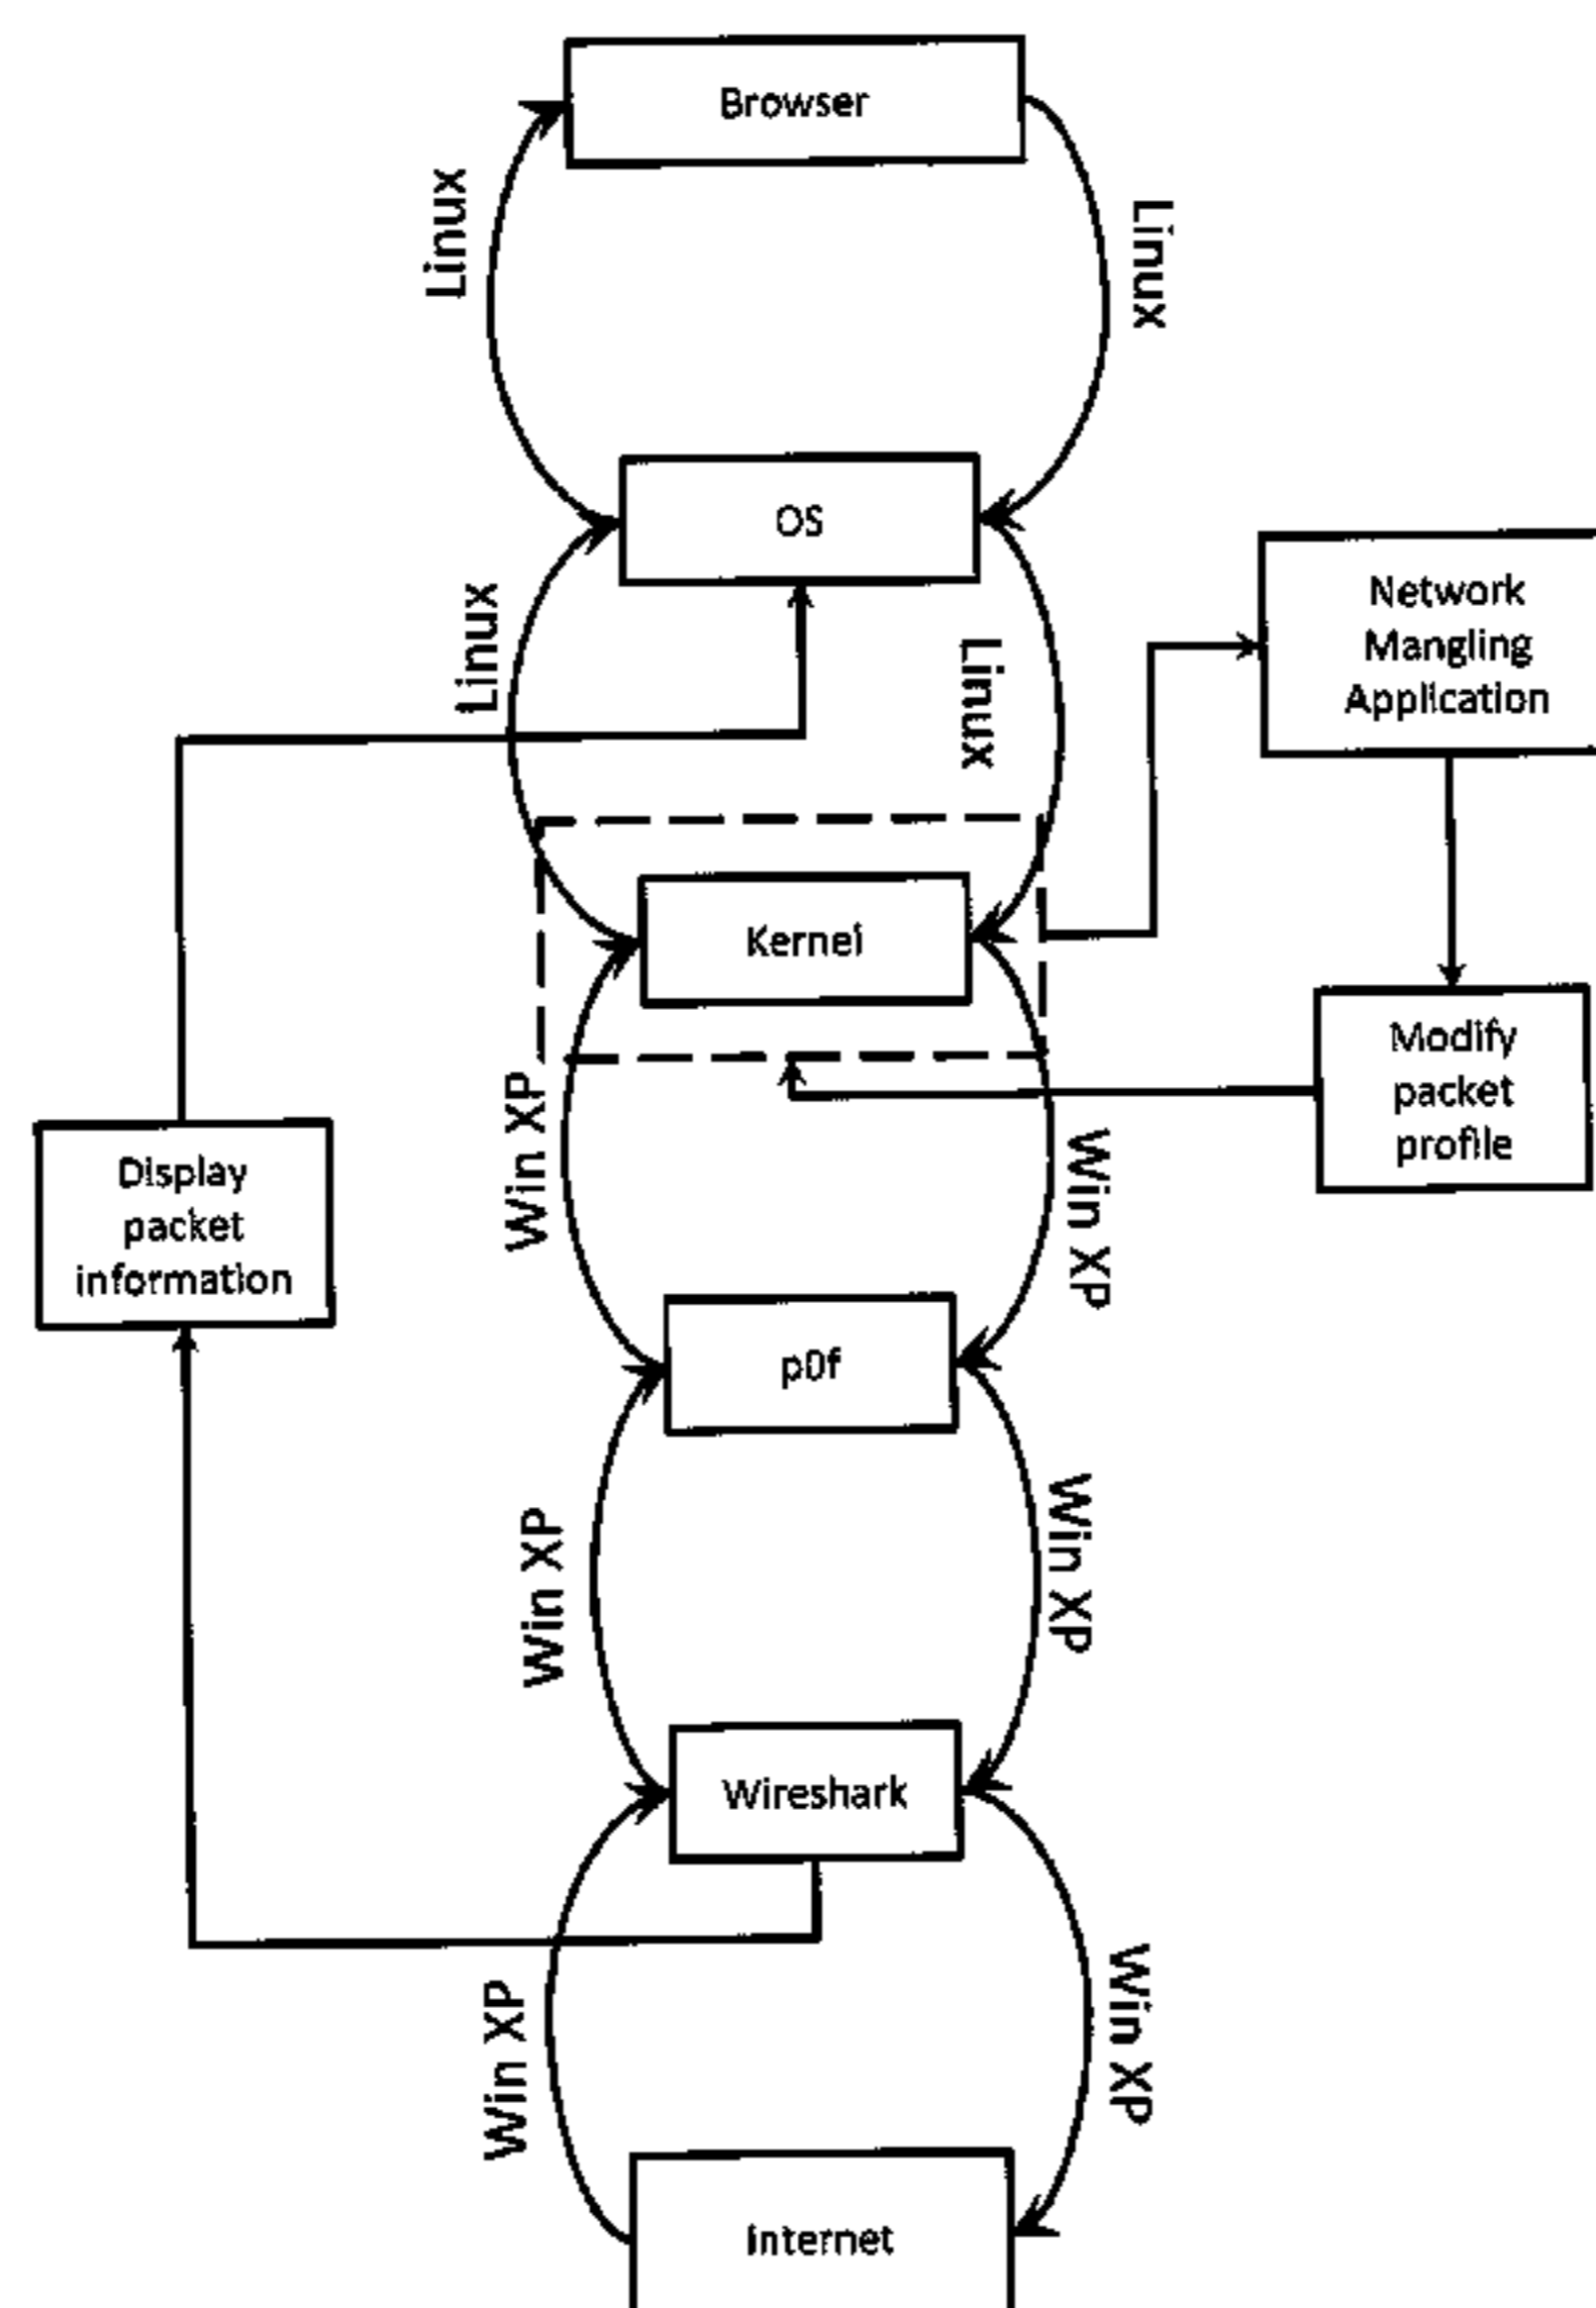 Browser
Linux
Linux
OS
Network
Mangling
Application
Linux
Linux
Kernel
Modify
packet
profile
Win XP
Win XP
Display
packet
information
p0f
Win XP
Win XP
Wireshark
Win XP
Win XP
Internet